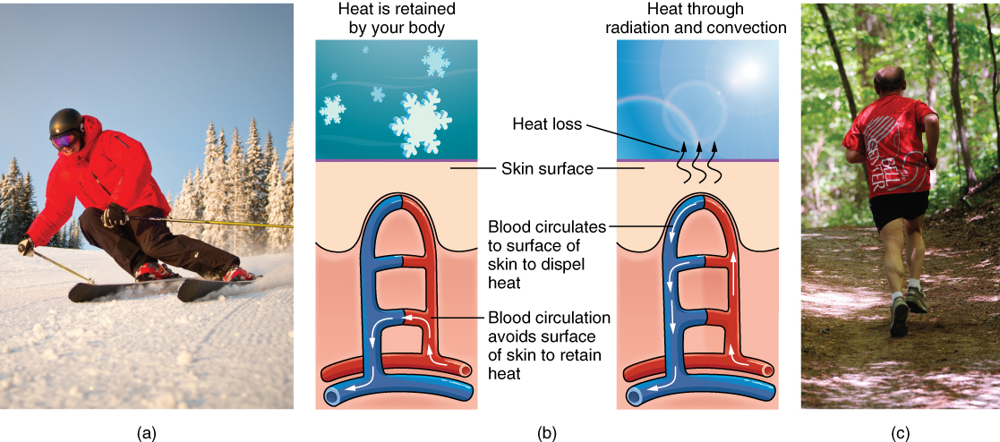 Heat is retained
by your body
Heat through
radiation and convection
Heat loss
Skin surface
Blood circulates
to surface of
skin to dispel
heat
Blood circulation
avoids surface
of skin to retain
heat
BILL
(a)
(b)
(c)